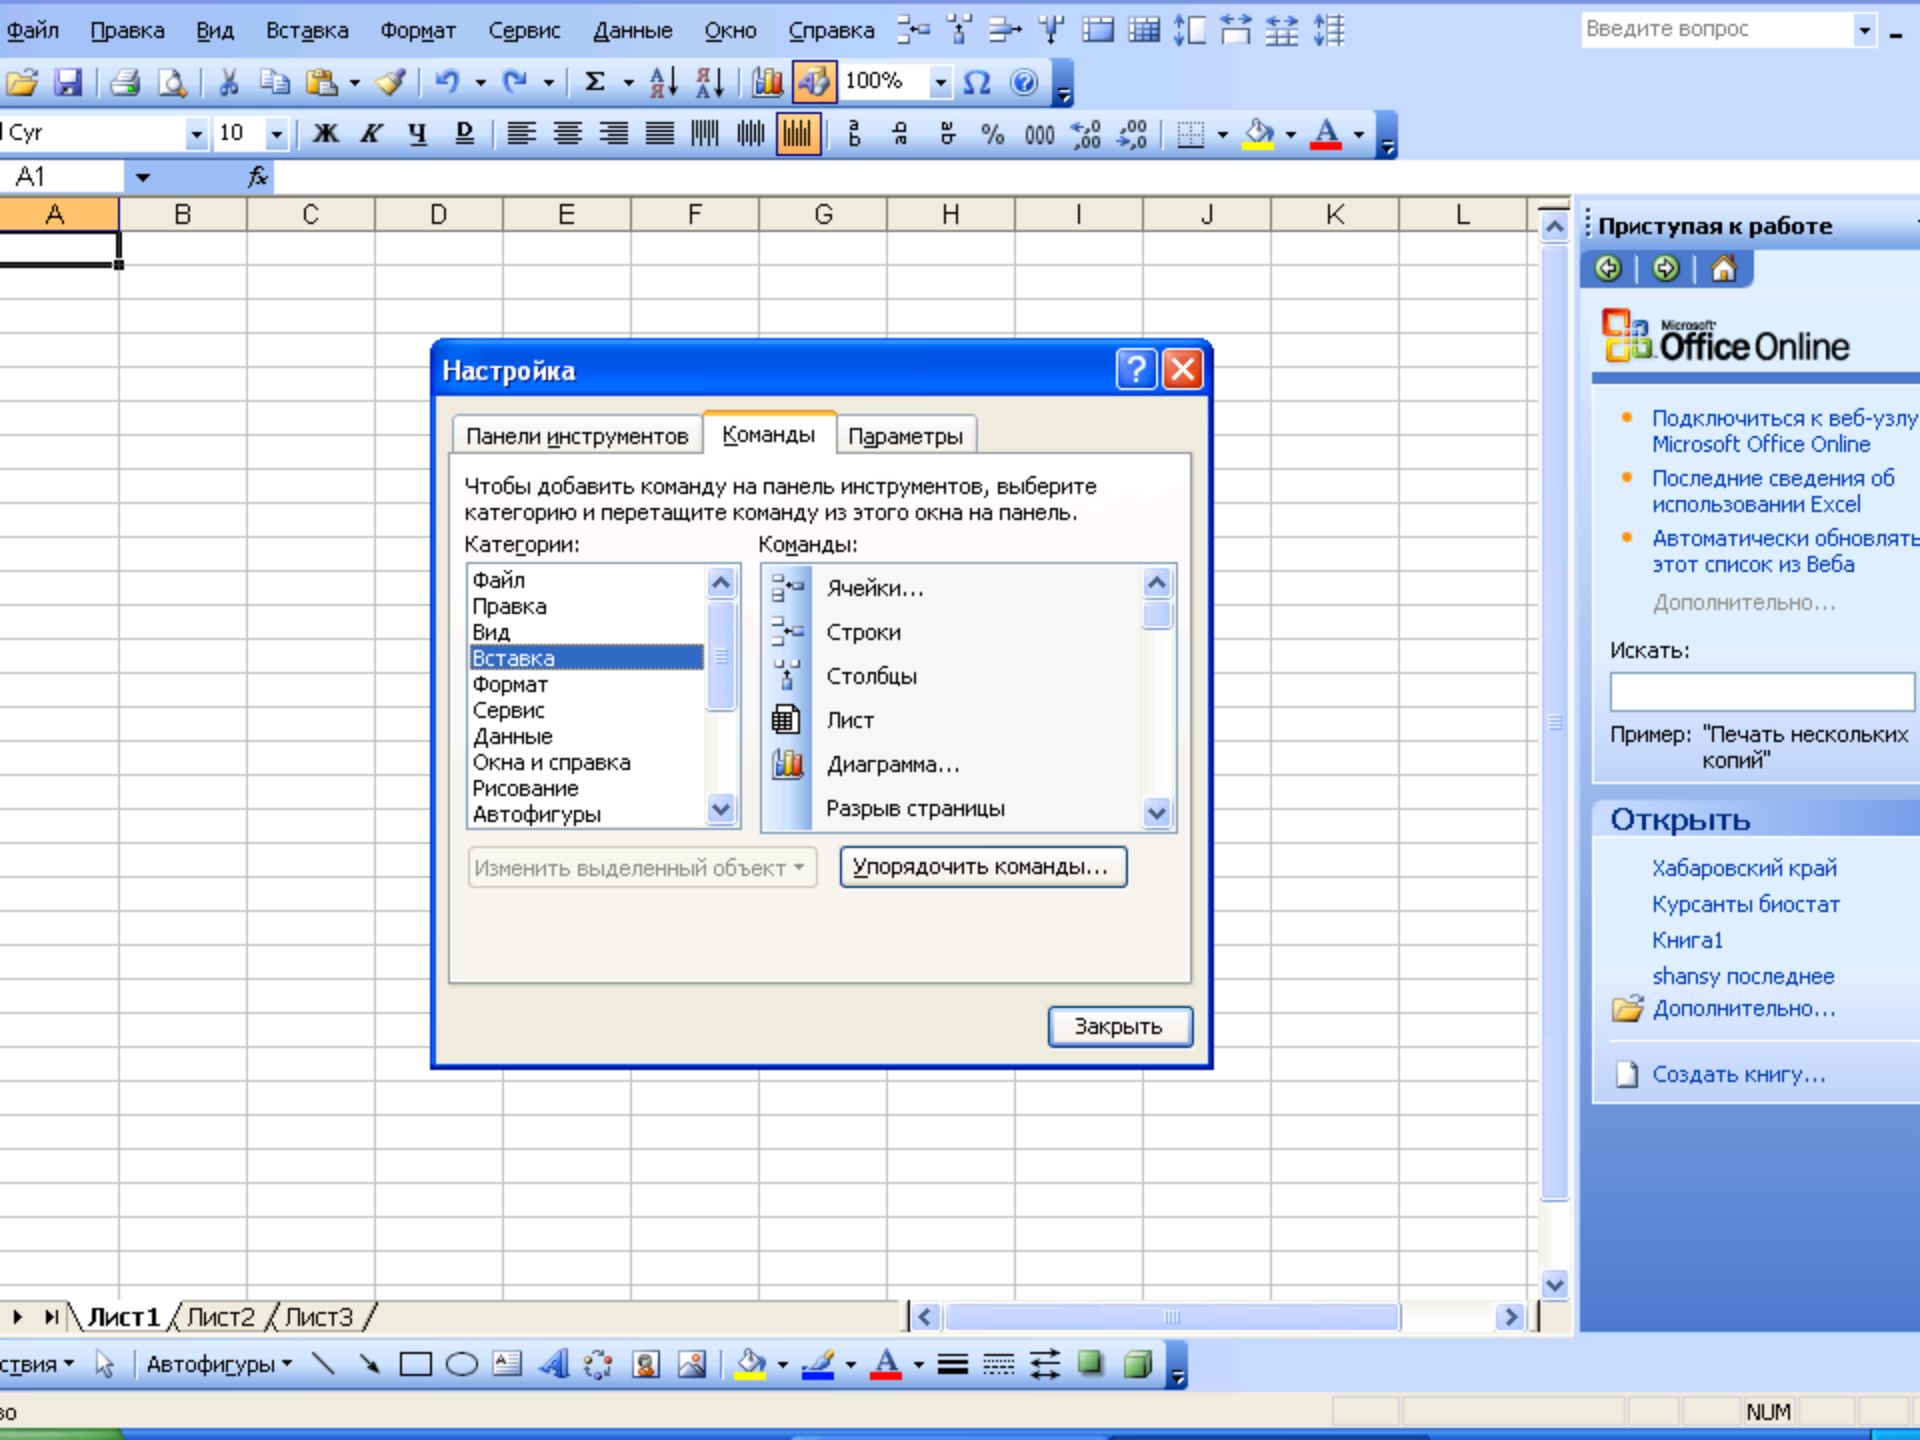 Файл Правка Вид Вставка Формат Сервис Данные Окно Справка Введите вопрос
100%
Cyr 10 Ж К Ч D % 000
A1 fx
A B C D E F G H I J K L
Приступая к работе
Microsoft
Office Online
Подключиться к веб-узлу
Microsoft Office Online
Последние сведения об
использовании Excel
Автоматически обновлять
этот список из Веба
Дополнительно...
Искать:
Пример: "Печать нескольких
копий"
Открыть
Хабаровский край
Курсанты биостат
Книга1
shansy последнее
Дополнительно...
Создать книгу...
Настройка
Панели инструментов Команды Параметры
Чтобы добавить команду на панель инструментов, выберите
категорию и перетащите команду из этого окна на панель.
Категории: Команды:
Файл
Правка
Вид
Вставка
Формат
Сервис
Данные
Окна и справка
Рисование
Автофигуры
Ячейки...
Строки
Столбцы
Лист
Диаграмма...
Разрыв страницы
Изменить выделенный объект Упорядочить команды...
Закрыть
Лист1 Лист2 Лист3
ствия Автофигуры
NUM